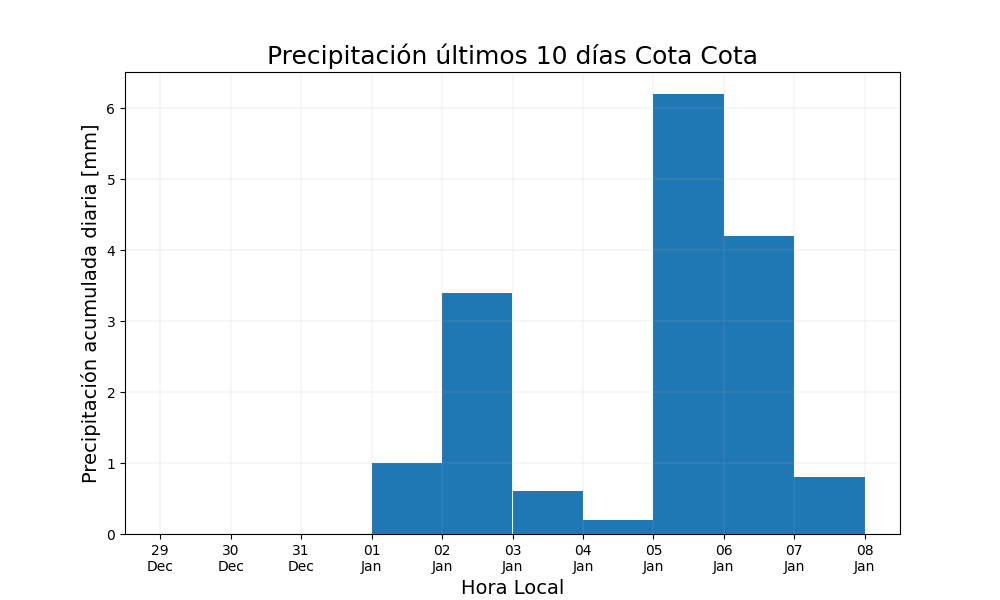 Precipitación últimos 10 días Cota Cota
Precipitación acumulada diaria [mm]
6
5
4
3
2
1
0
29 30 31 01 02 03 04 05 06 07 08
Dec Dec Dec Jan Jan Jan Jan Jan Jan Jan Jan
Hora Local